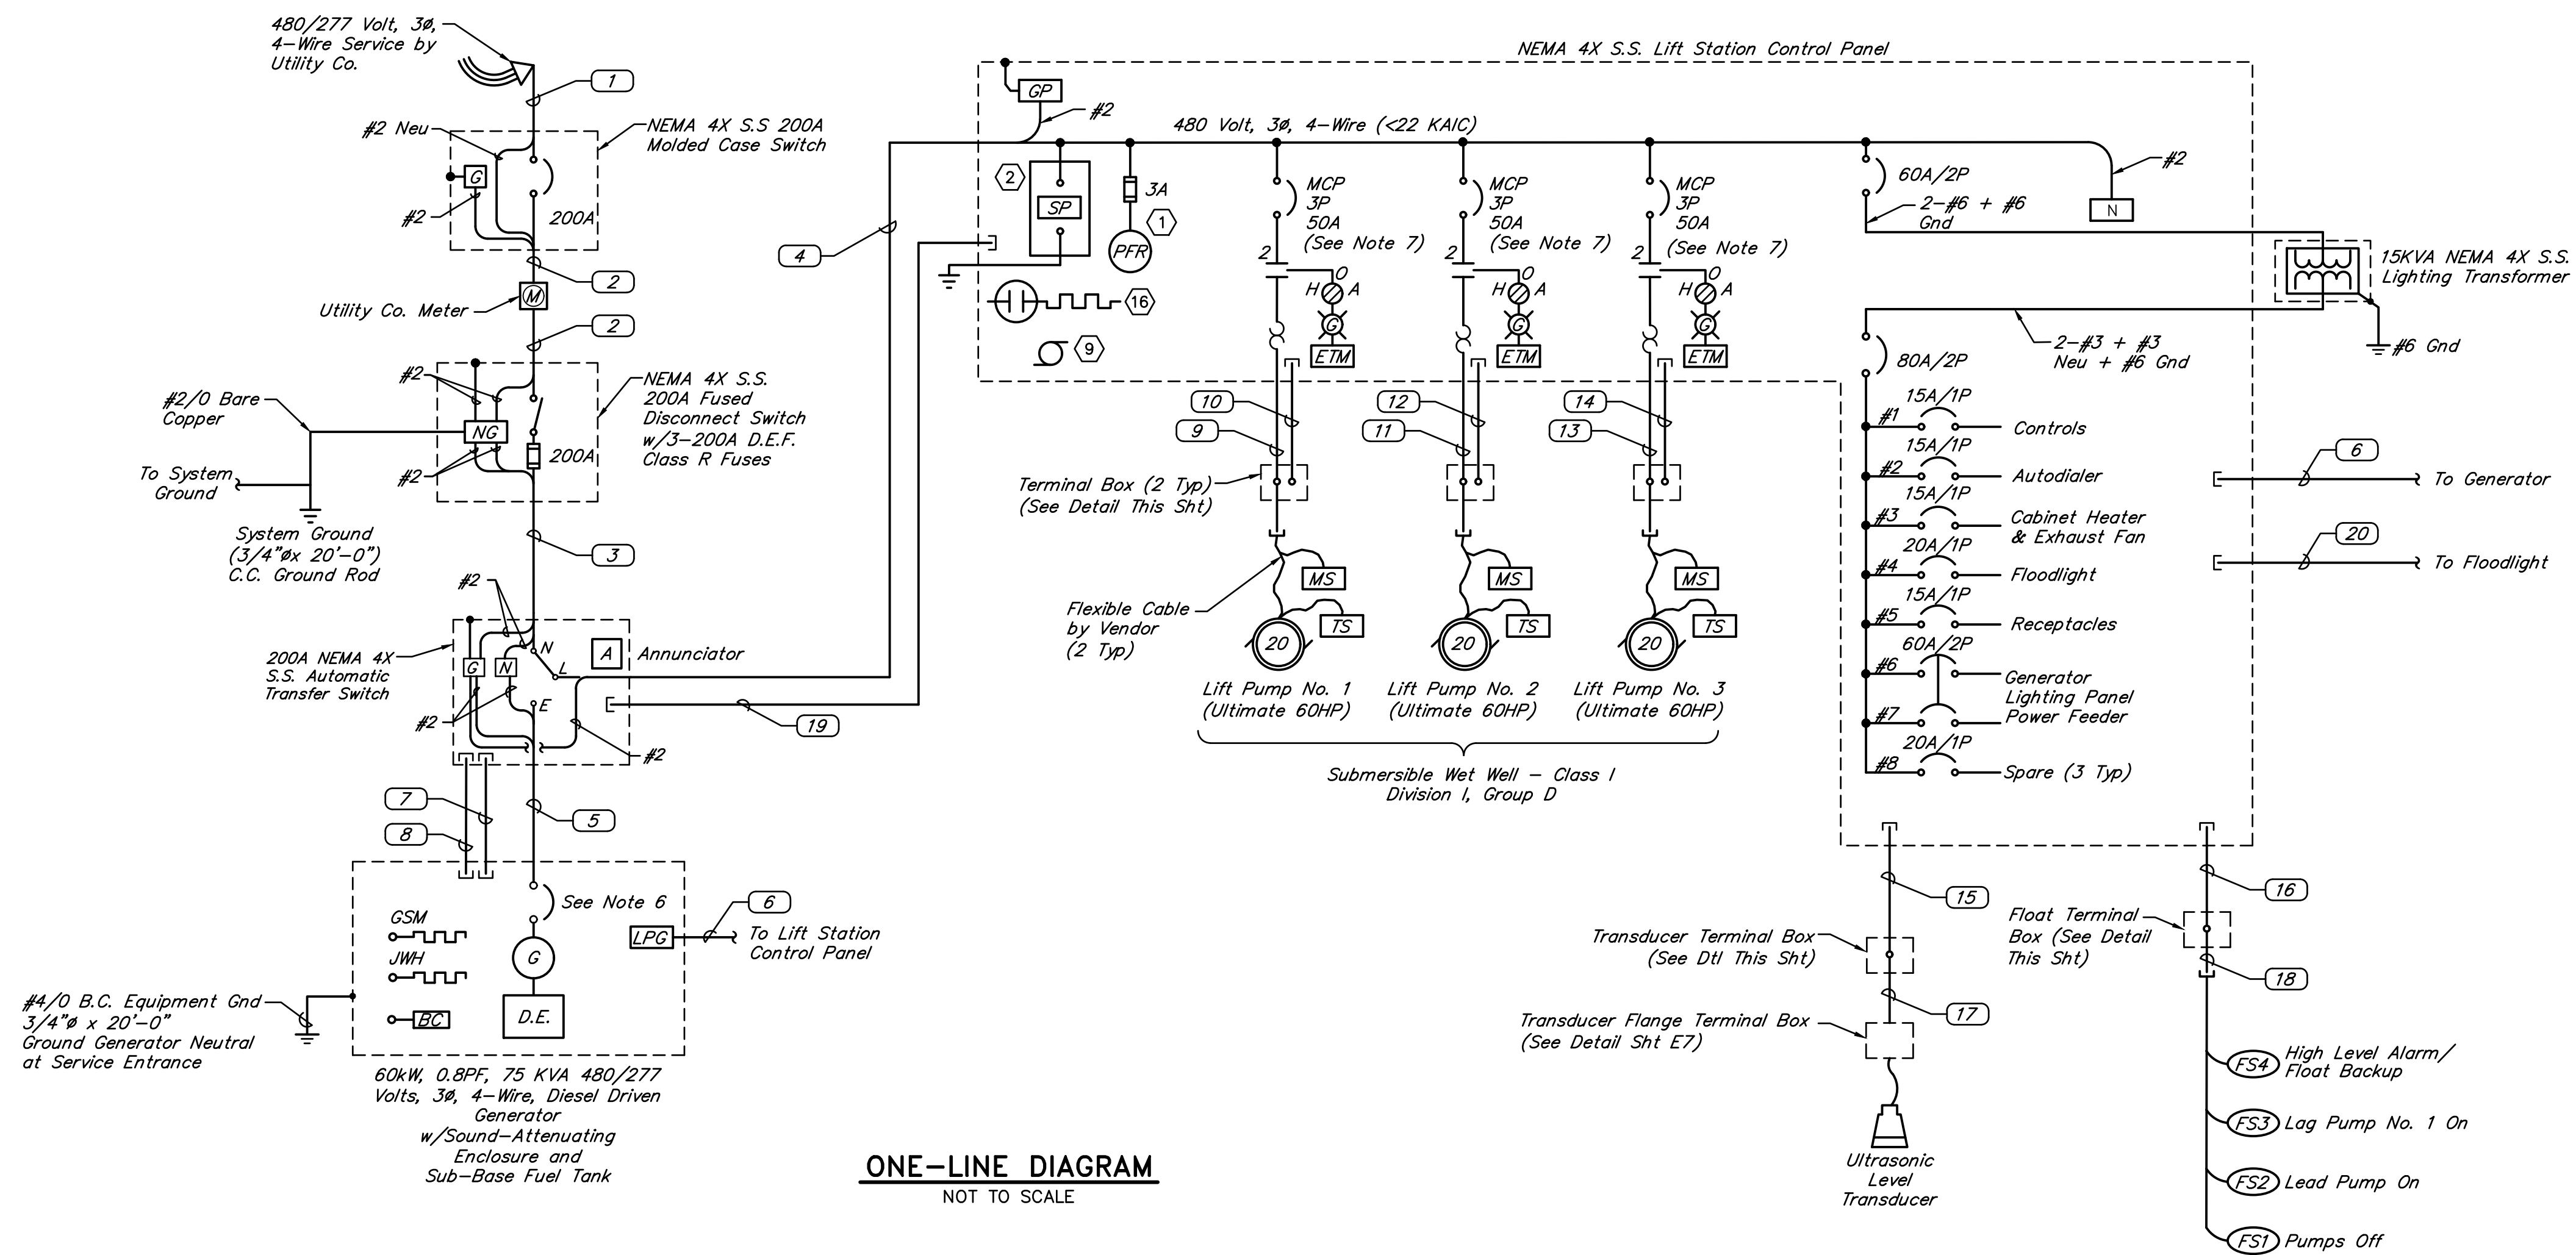 480/277 Volt, 3ø,
4-Wire Service by
Utility Co.
1
#2 Neu
NEMA 4X S.S 200A
Molded Case Switch
G
#2
200A
2
Utility Co. Meter
M
2
#2
#2/0 Bare
Copper
NG
NEMA 4X S.S.
200A Fused
Disconnect Switch
w/3-200A D.E.F.
Class R Fuses
200A
#2
To System
Ground
System Ground
(3/4"øx 20'-0")
C.C. Ground Rod
3
#2
200A NEMA 4X
S.S. Automatic
Transfer Switch
G
N
N
L
E
A
Annunciator
#2
#2
19
7
8
5
See Note 6
GSM
JWH
BC
G
D.E.
LPG
6
To Lift Station
Control Panel
#4/0 B.C. Equipment Gnd
3/4"ø x 20'-0"
Ground Generator Neutral
at Service Entrance
60kW, 0.8PF, 75 KVA 480/277
Volts, 3ø, 4-Wire, Diesel Driven
Generator
w/Sound-Attenuating
Enclosure and
Sub-Base Fuel Tank
4
NEMA 4X S.S. Lift Station Control Panel
GP
#2
480 Volt, 3ø, 4-Wire (<22 KAIC)
2
SP
3A
1
PFR
16
9
MCP
3P
50A
(See Note 7)
2
O
H
A
G
ETM
MCP
3P
50A
(See Note 7)
2
O
H
A
G
ETM
MCP
3P
50A
(See Note 7)
2
O
H
A
G
ETM
10
9
12
11
14
13
Terminal Box (2 Typ)
(See Detail This Sht)
Flexible Cable
by Vendor
(2 Typ)
MS
TS
20
MS
TS
20
MS
TS
20
Lift Pump No. 1
(Ultimate 60HP)
Lift Pump No. 2
(Ultimate 60HP)
Lift Pump No. 3
(Ultimate 60HP)
Submersible Wet Well - Class I
Division I, Group D
60A/2P
2-#6 + #6
Gnd
#2
N
15KVA NEMA 4X S.S.
Lighting Transformer
#6 Gnd
2-#3 + #3
Neu + #6 Gnd
80A/2P
15A/1P
#1
Controls
15A/1P
#2
Autodialer
15A/1P
#3
Cabinet Heater
& Exhaust Fan
20A/1P
#4
Floodlight
15A/1P
#5
Receptacles
60A/2P
#6
Generator
Lighting Panel
Power Feeder
#7
20A/1P
#8
Spare (3 Typ)
6
To Generator
20
To Floodlight
15
Transducer Terminal Box
(See Dtl This Sht)
17
Transducer Flange Terminal Box
(See Detail Sht E7)
Ultrasonic
Level
Transducer
16
Float Terminal
Box (See Detail
This Sht)
18
FS4
High Level Alarm/
Float Backup
FS3
Lag Pump No. 1 On
FS2
Lead Pump On
FS1
Pumps Off
ONE-LINE DIAGRAM
NOT TO SCALE